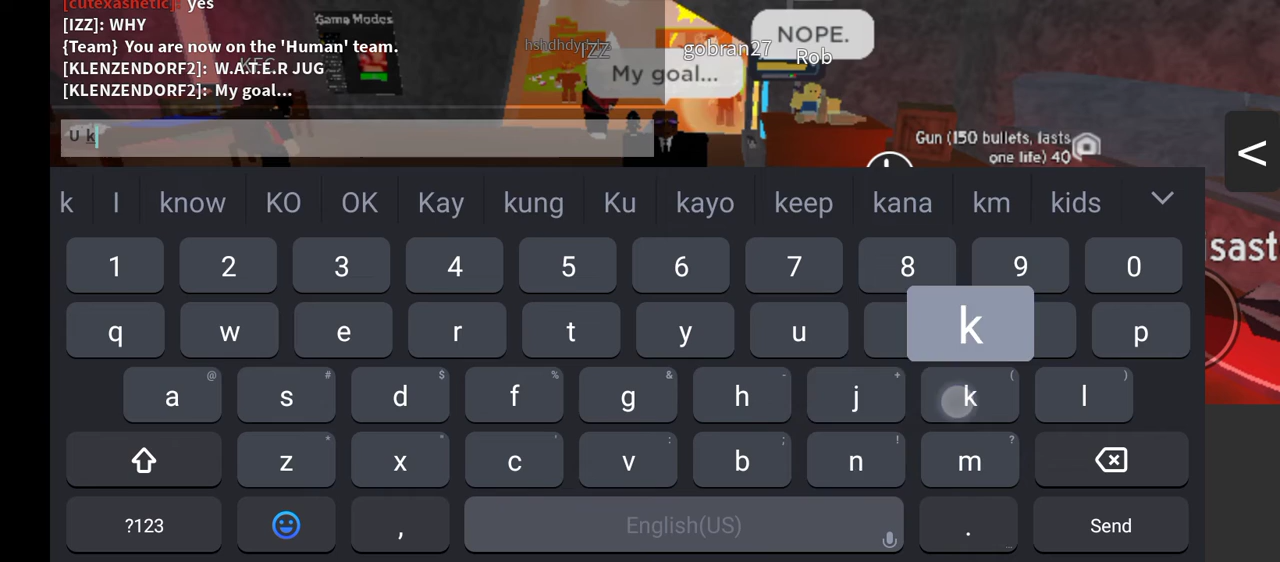 [cutexashetic]: yes
[IZZ]: WHY
{Team} You are now on the 'Human' team.
[KLENZENDORF2]: W.A.T.E.R JUG
[KLENZENDORF2]: My goal...
Game Modes
KFC
IZZ
My goal...
gobran27
NOPE.
Rob
Gun (150 bullets, lasts
one life) 40
<
U k
k I know KO OK Kay kung Ku kayo keep kana km kids
1 2 3 4 5 6 7 8 9 0
sast
q w e r t y u k p
@ # $ % & - + ( )
a s d f g h j k l
* " ' : ; ! ?
z x c v b n m
?123 , English(US) . Send